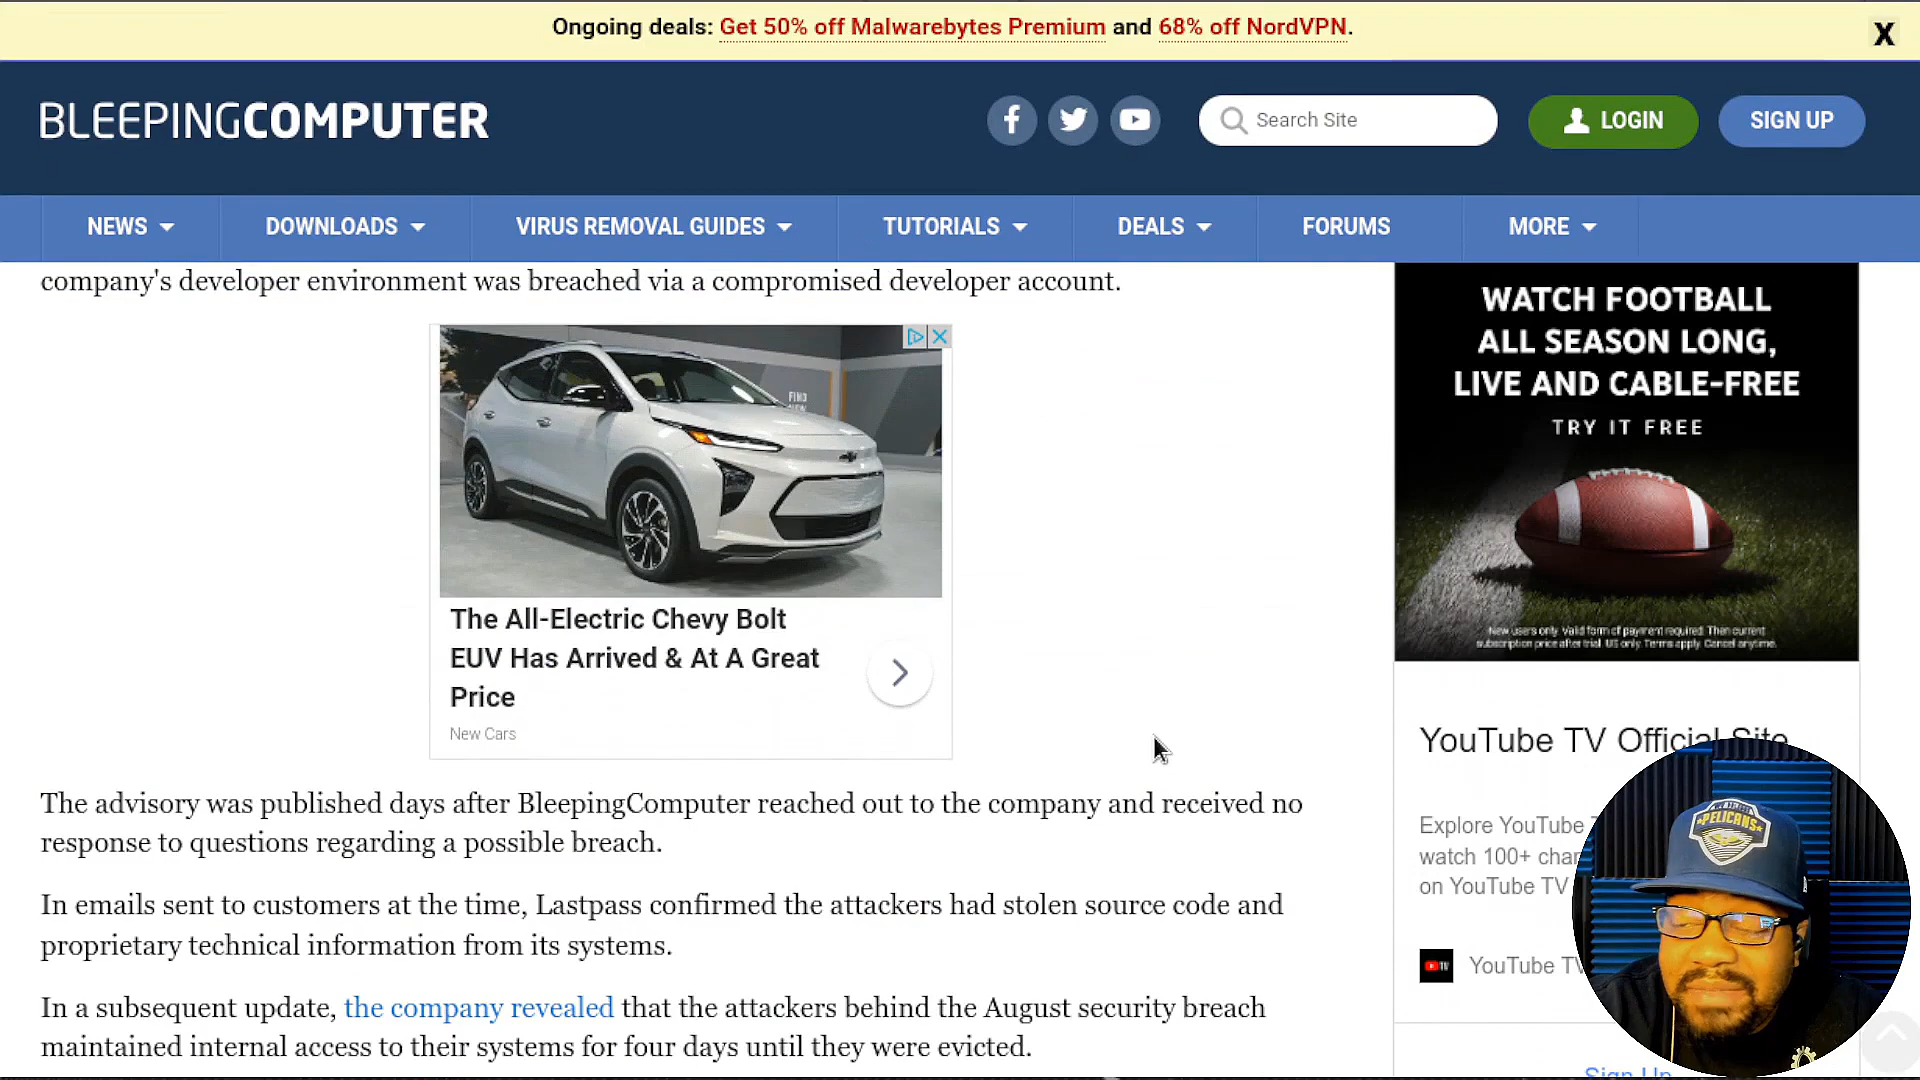 Ongoing deals: Get 50% off Malwarebytes Premium and 68% off NordVPN.
X
BLEEPINGCOMPUTER
Search Site
LOGIN
SIGN UP
NEWS
DOWNLOADS
VIRUS REMOVAL GUIDES
TUTORIALS
DEALS
FORUMS
MORE
company's developer environment was breached via a compromised developer account.
The All-Electric Chevy Bolt
EUV Has Arrived & At A Great
Price
New Cars
The advisory was published days after BleepingComputer reached out to the company and received no
response to questions regarding a possible breach.
In emails sent to customers at the time, Lastpass confirmed the attackers had stolen source code and
proprietary technical information from its systems.
In a subsequent update, the company revealed that the attackers behind the August security breach
maintained internal access to their systems for four days until they were evicted.
WATCH FOOTBALL
ALL SEASON LONG,
LIVE AND CABLE-FREE
TRY IT FREE
New users only. Valid form of payment required. Then current
subscription price after trial. US only. Terms apply. Cancel anytime.
YouTube TV Official Site
Explore YouTube
watch 100+
on YouTube TV
YouTube TV
Sign Up
PELICANS